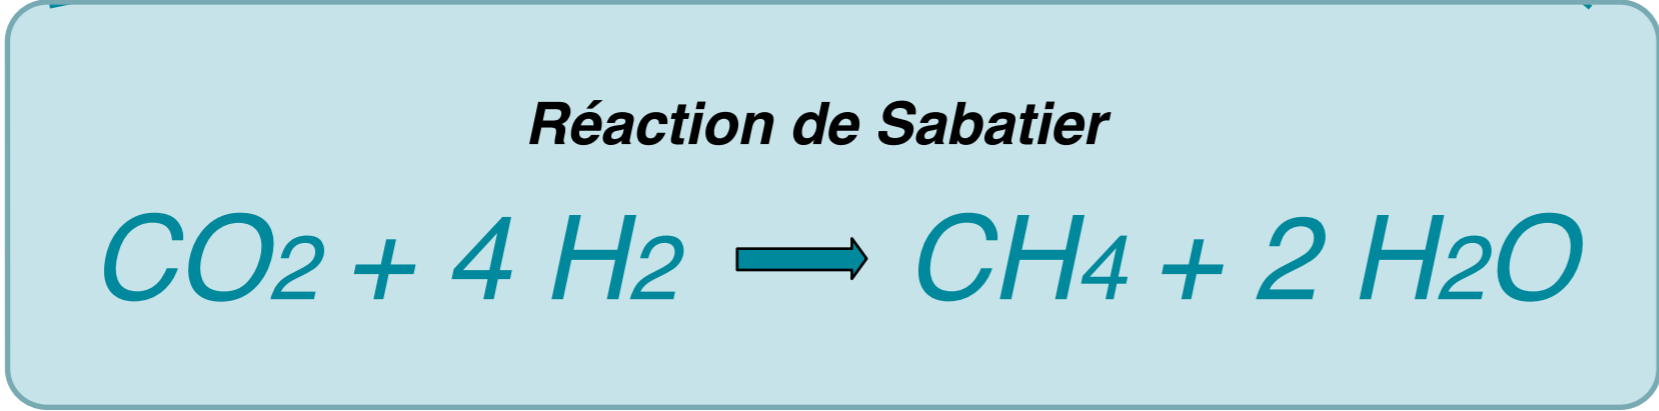 Réaction de Sabatier
CO2 + 4 H2 → CH4 + 2 H2O